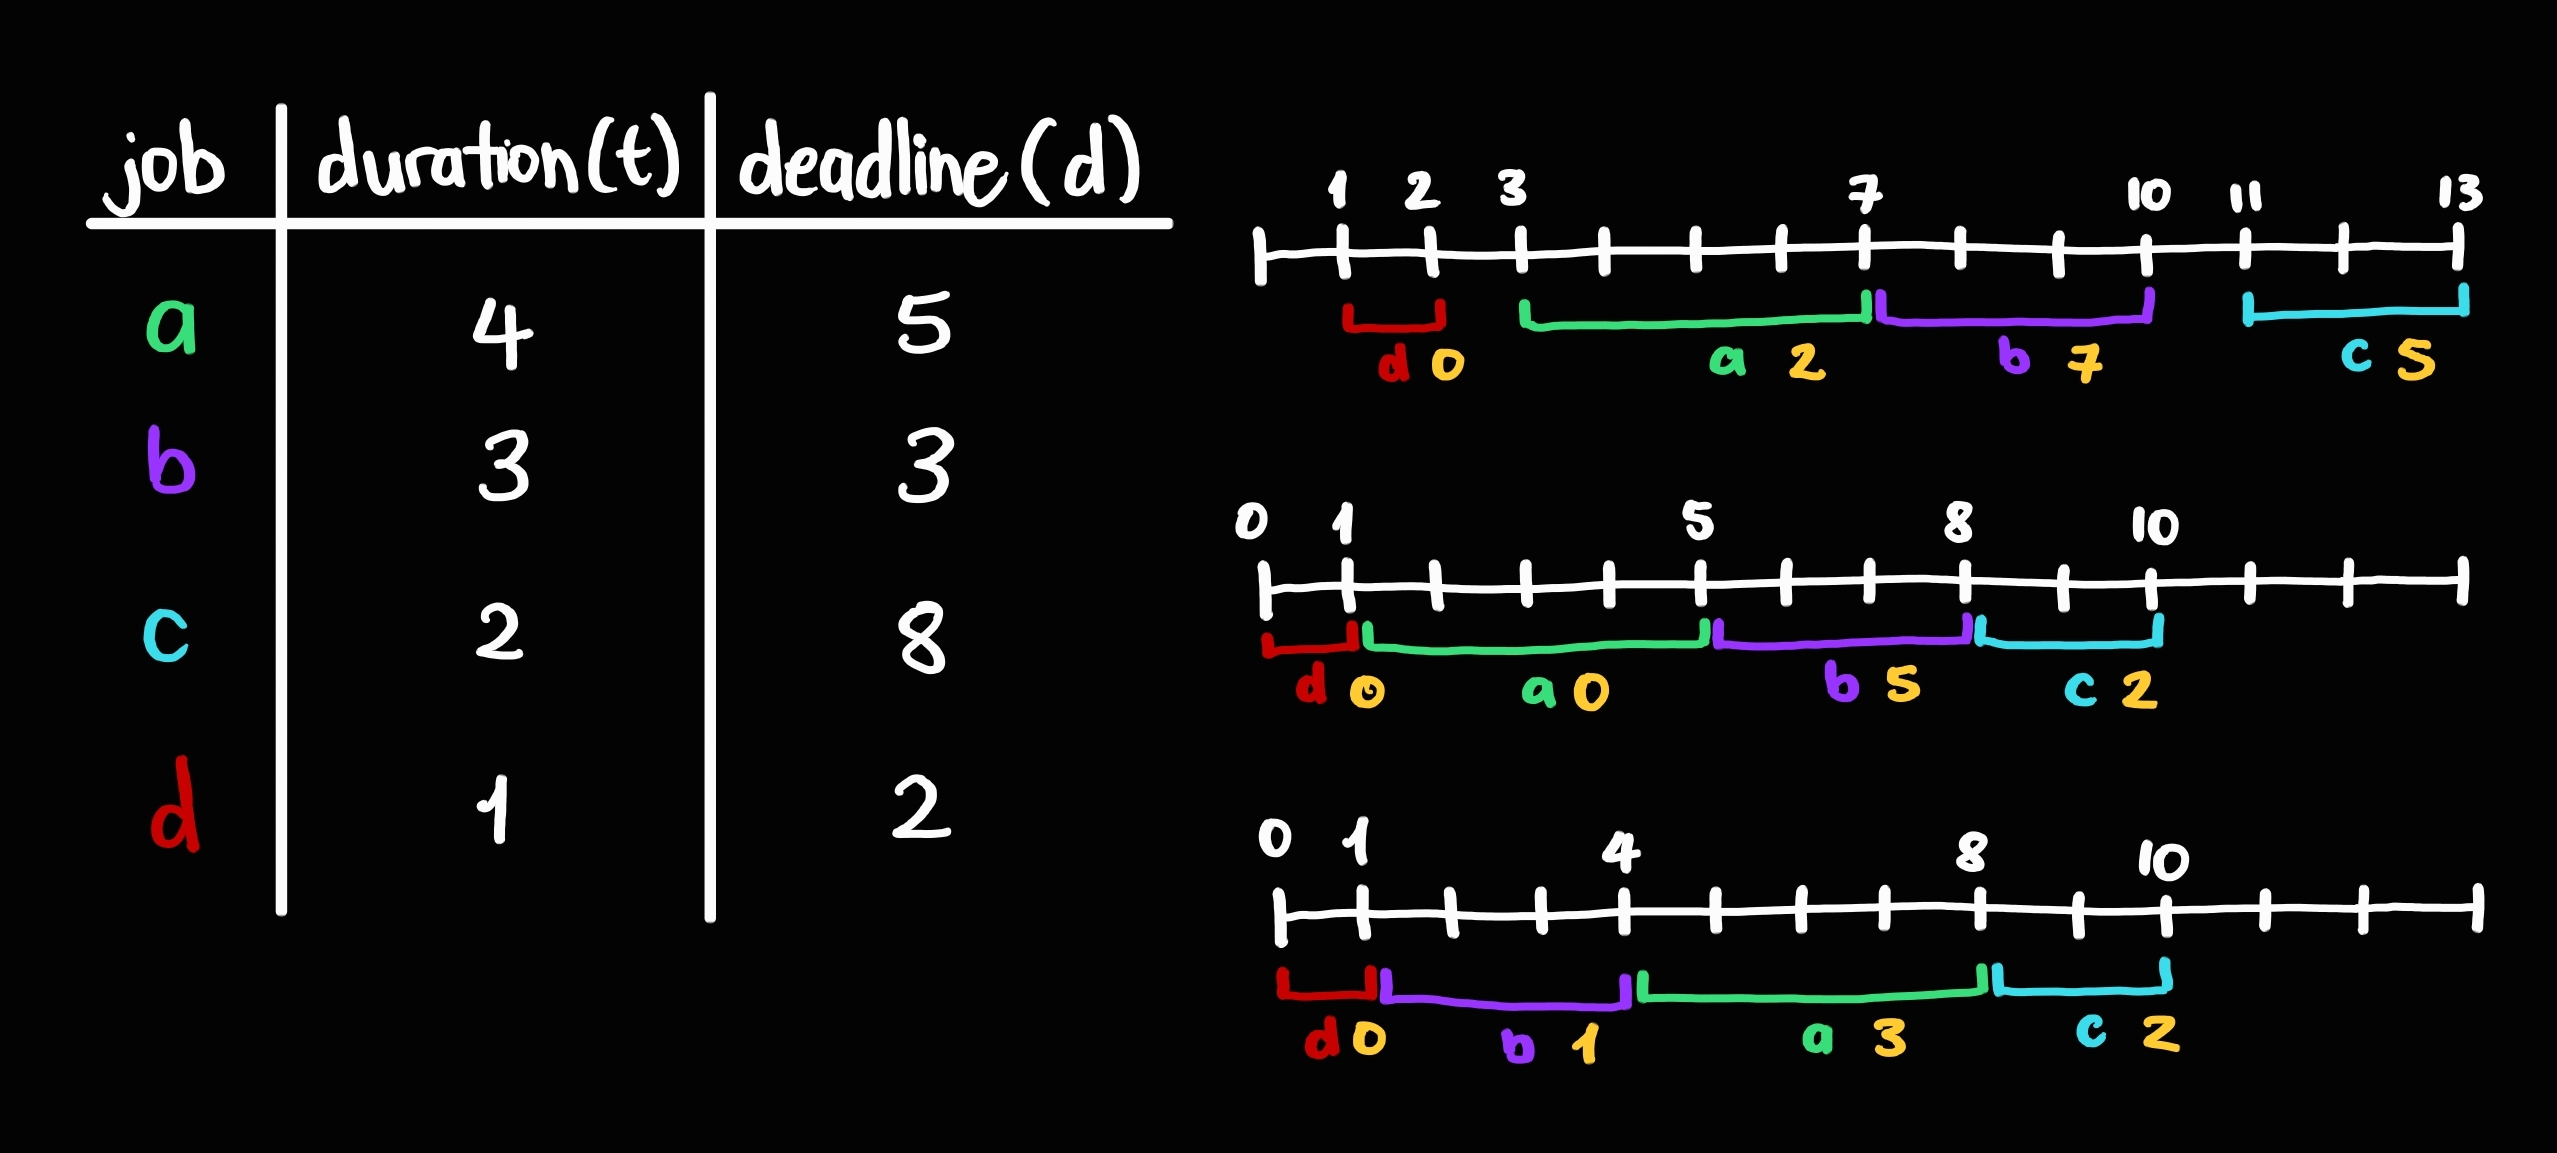 job duration(t) deadline(d)
a 4 5
b 3 3
c 2 8
d 1 2
1 2 3 7 10 11 13
d 0 a 2 b 7 c 5
0 1 5 8 10
d 0 a 0 b 5 c 2
0 1 4 8 10
d 0 b 1 a 3 c 2